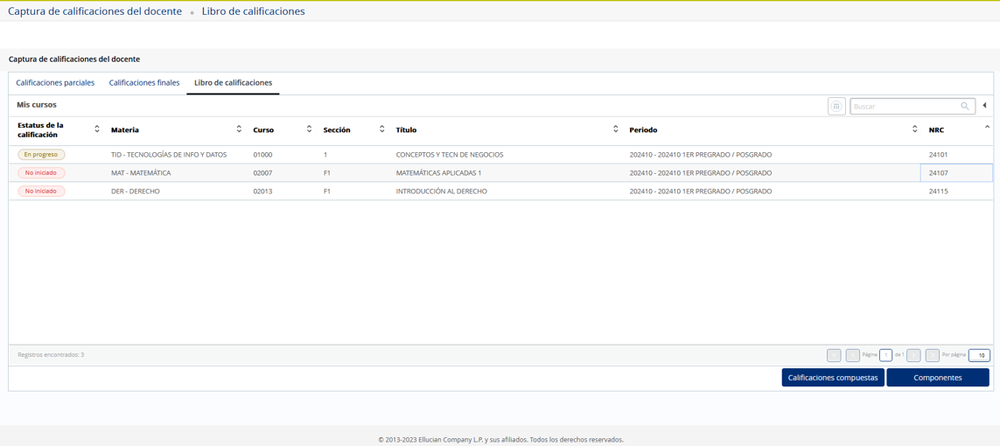 Captura de calificaciones del docente • Libro de calificaciones
Captura de calificaciones del docente
Calificaciones parciales Calificaciones finales Libro de calificaciones
Mis cursos Buscar
Estatus de la calificación Materia Curso Sección Título Periodo NRC
En progreso TID - TECNOLOGÍAS DE INFO Y DATOS 01000 1 CONCEPTOS Y TECN DE NEGOCIOS 202410 - 202410 1ER PREGRADO / POSGRADO 24101
No iniciado MAT - MATEMÁTICA 02007 F1 MATEMÁTICAS APLICADAS 1 202410 - 202410 1ER PREGRADO / POSGRADO 24107
No iniciado DER - DERECHO 02013 F1 INTRODUCCIÓN AL DERECHO 202410 - 202410 1ER PREGRADO / POSGRADO 24115
Registros encontrados: 3 Página 1 de 1 Por página 10
Calificaciones compuestas Componentes
© 2013-2023 Ellucian Company L.P. y sus afiliados. Todos los derechos reservados.